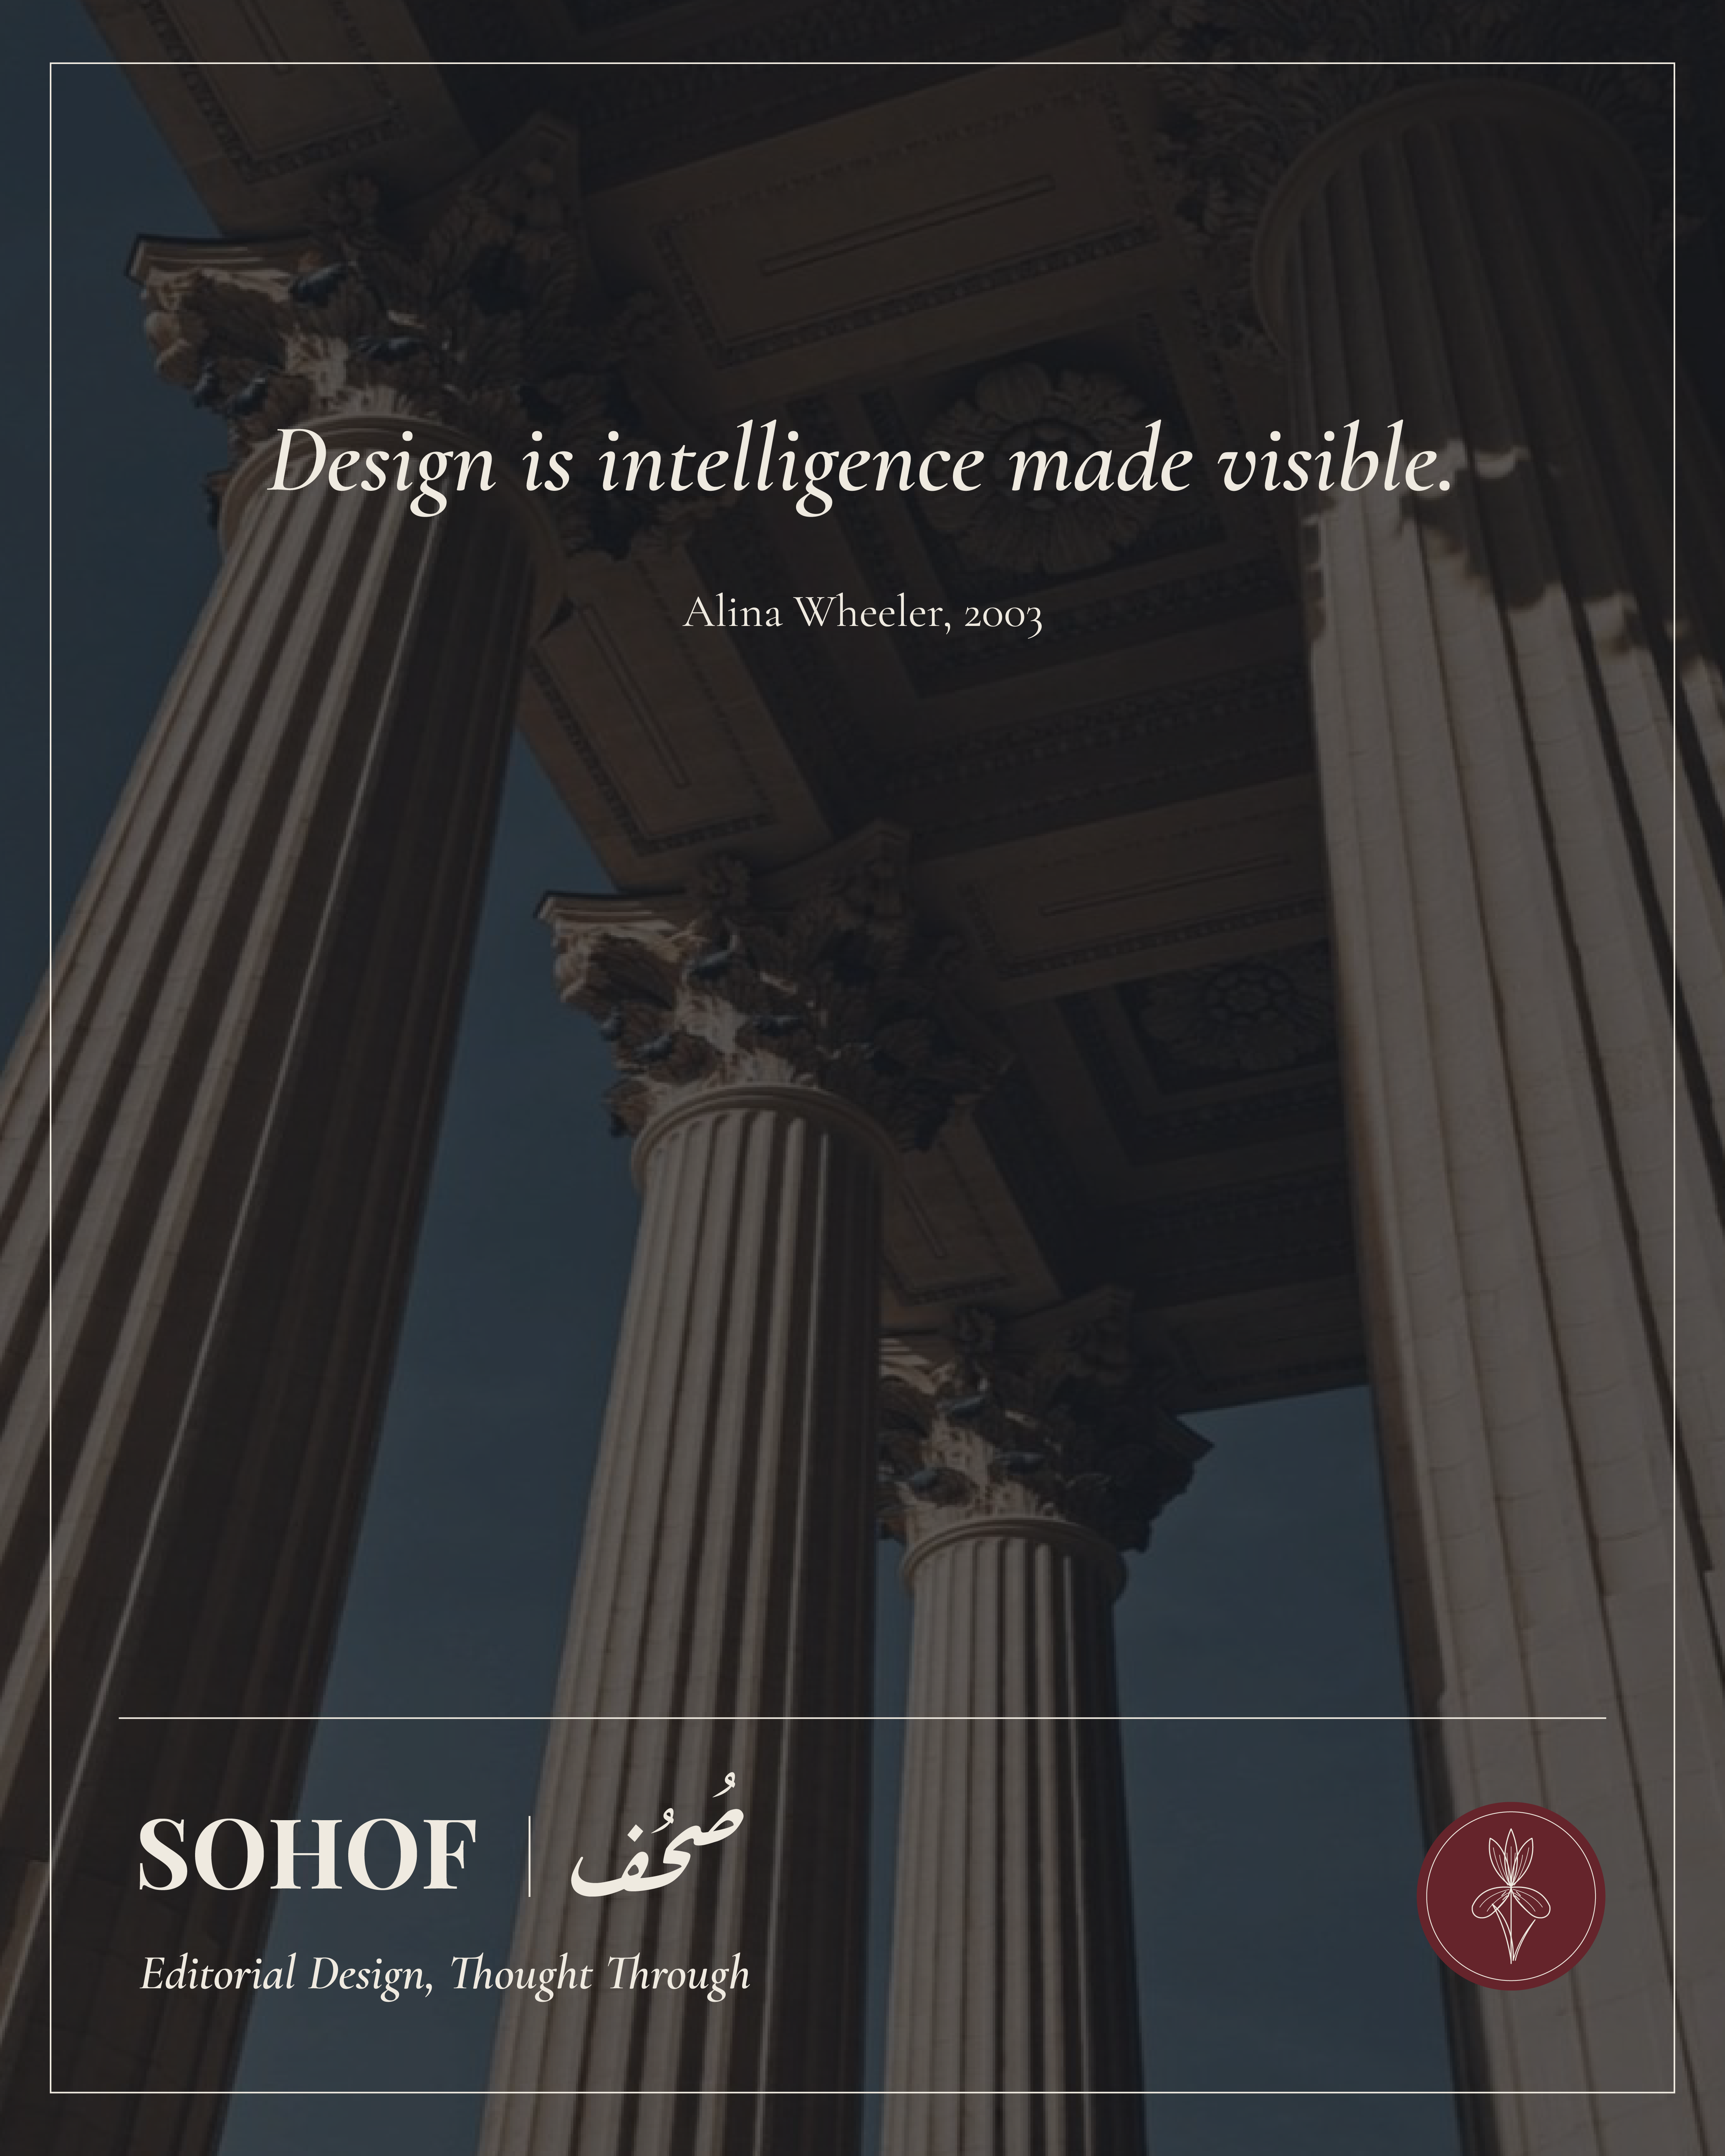 Design is intelligence made visible.
Alina Wheeler, 2003
SOHOF | صُحُف
Editorial Design, Thought Through